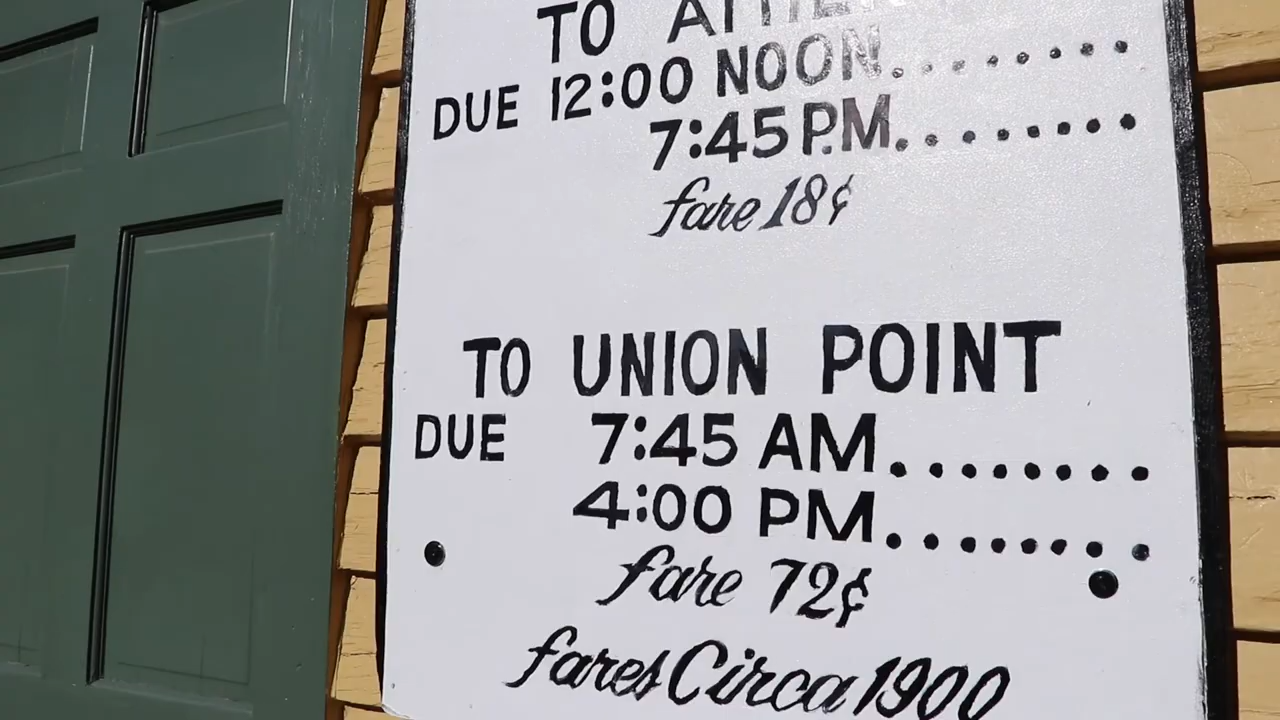 TO
DUE 12:00 NOON........
7:45 P.M.........
fare 18¢
TO UNION POINT
DUE 7:45 AM........
4:00 PM........
fare 72¢
fares Circa 1900